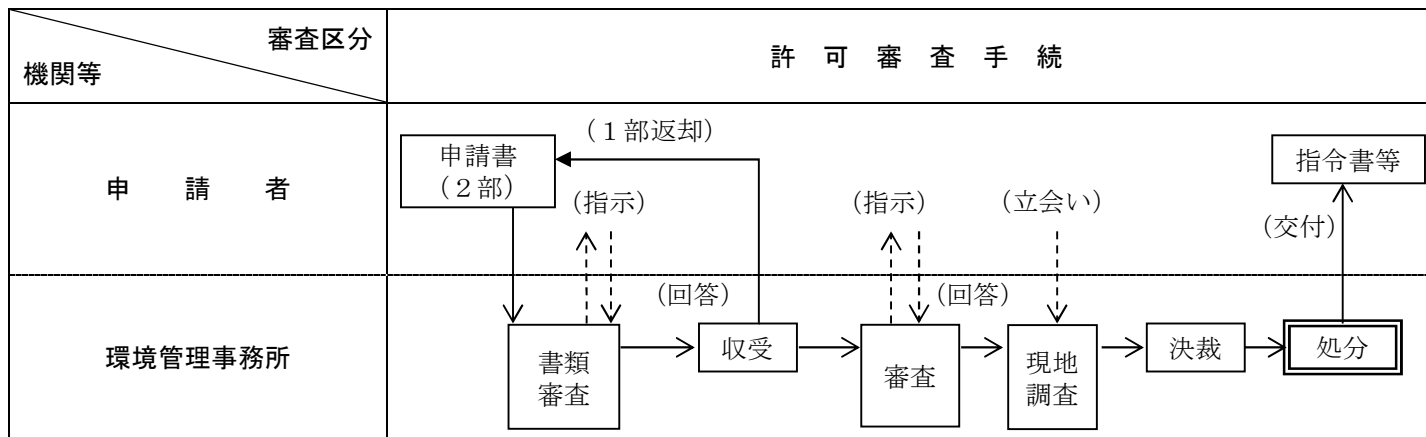 審査区分
機関等
許 可 審 査 手 続
申 請 者
申請書
（２部）
（１部返却）
（指示）
（指示）
（立会い）
指令書等
（交付）
環境管理事務所
（回答）
（回答）
書類
審査
収受
審査
現地
調査
決裁
処分